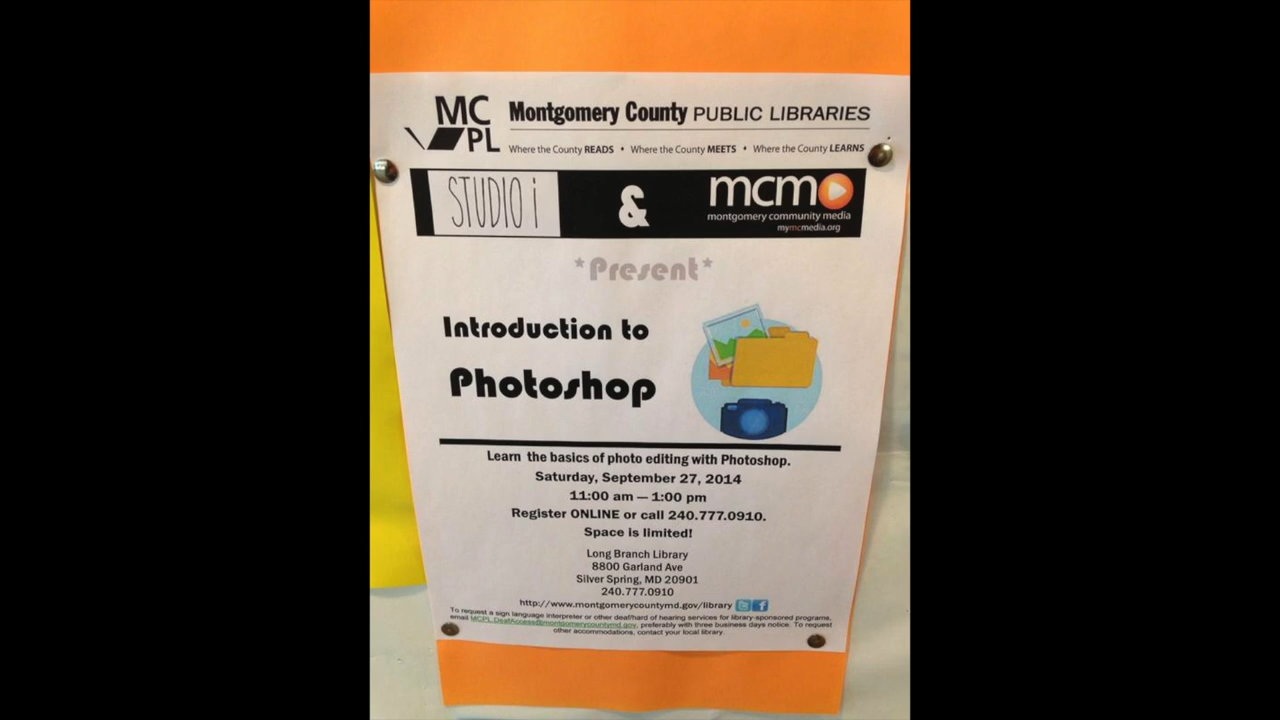 MC
PL
Montgomery County PUBLIC LIBRARIES
Where the County READS • Where the County MEETS • Where the County LEARNS
STUDIO i
&
mcm
montgomery community media
mymcmedia.org
*Present*
Introduction to
Photoshop
Learn the basics of photo editing with Photoshop.
Saturday, September 27, 2014
11:00 am — 1:00 pm
Register ONLINE or call 240.777.0910.
Space is limited!
Long Branch Library
8800 Garland Ave
Silver Spring, MD 20901
240.777.0910
http://www.montgomerycountymd.gov/library
To request a sign language interpreter or other deaf/hard of hearing services for library-sponsored programs,
email MCPL.DeafAccess@montgomerycountymd.gov, preferably with three business days notice. To request
other accommodations, contact your local library.